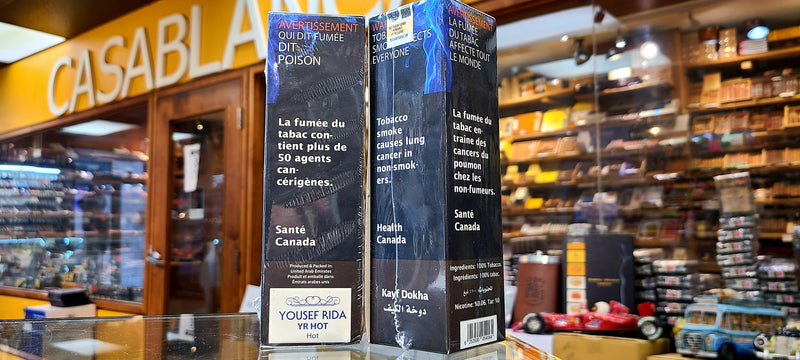 CASABLAN
AVERTISSEMENT
QUI DIT FUMÉE
DIT
POISON
La fumée du
tabac con-
tient plus de
50 agents
can-
cérigènes.
Santé
Canada
Produced & Packed in:
United Arab Emirates
Produit et emballé dans
Émirats arabes unis
YOUSEF RIDA
YR HOT
Hot
EVERYONE
Tobacco
smoke
causes lung
cancer in
non-smok-
ers.
Health
Canada
Kayf Dokha
دوخة الكيف
AVERTISSEMENT
LA FUMÉE
DU TABAC
AFFECTE TOUT
LE MONDE
La fumée du
tabac en-
traine des
cancers du
poumon
chez les
non-fumeurs.
Santé
Canada
Ingredients: 100% Tobacco.
Ingrédients: 100% tabac.